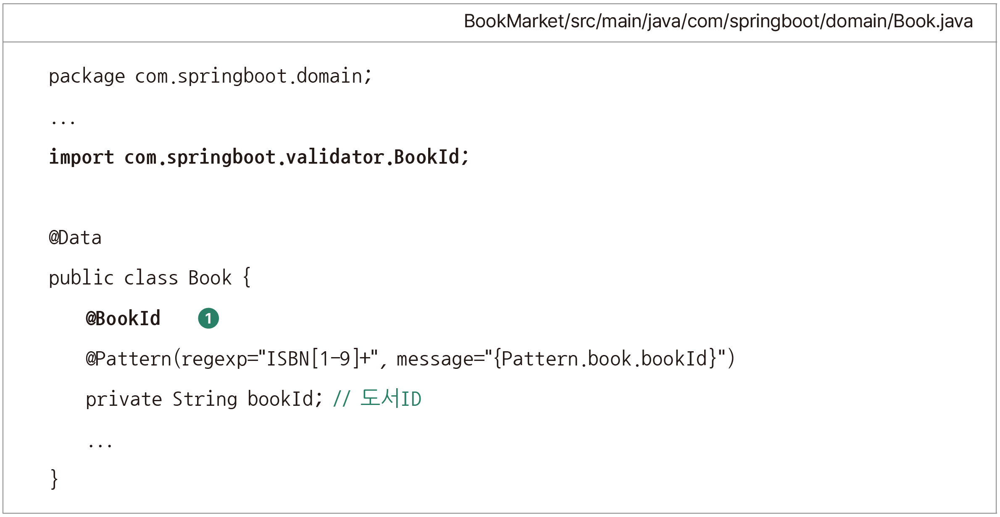 BookMarket/src/main/java/com/springboot/domain/Book.java
package com.springboot.domain;
...
import com.springboot.validator.BookId;
@Data
public class Book {
@BookId 1
@Pattern(regexp="ISBN[1-9]+", message="{Pattern.book.bookId}")
private String bookId; // 도서ID
...
}